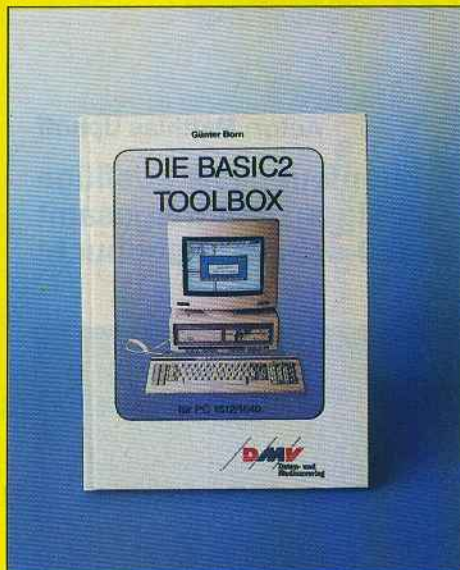 Günter Born
DIE BASIC2
TOOLBOX
für PC 1512/1640
DMV
Daten- und
Medienverlag